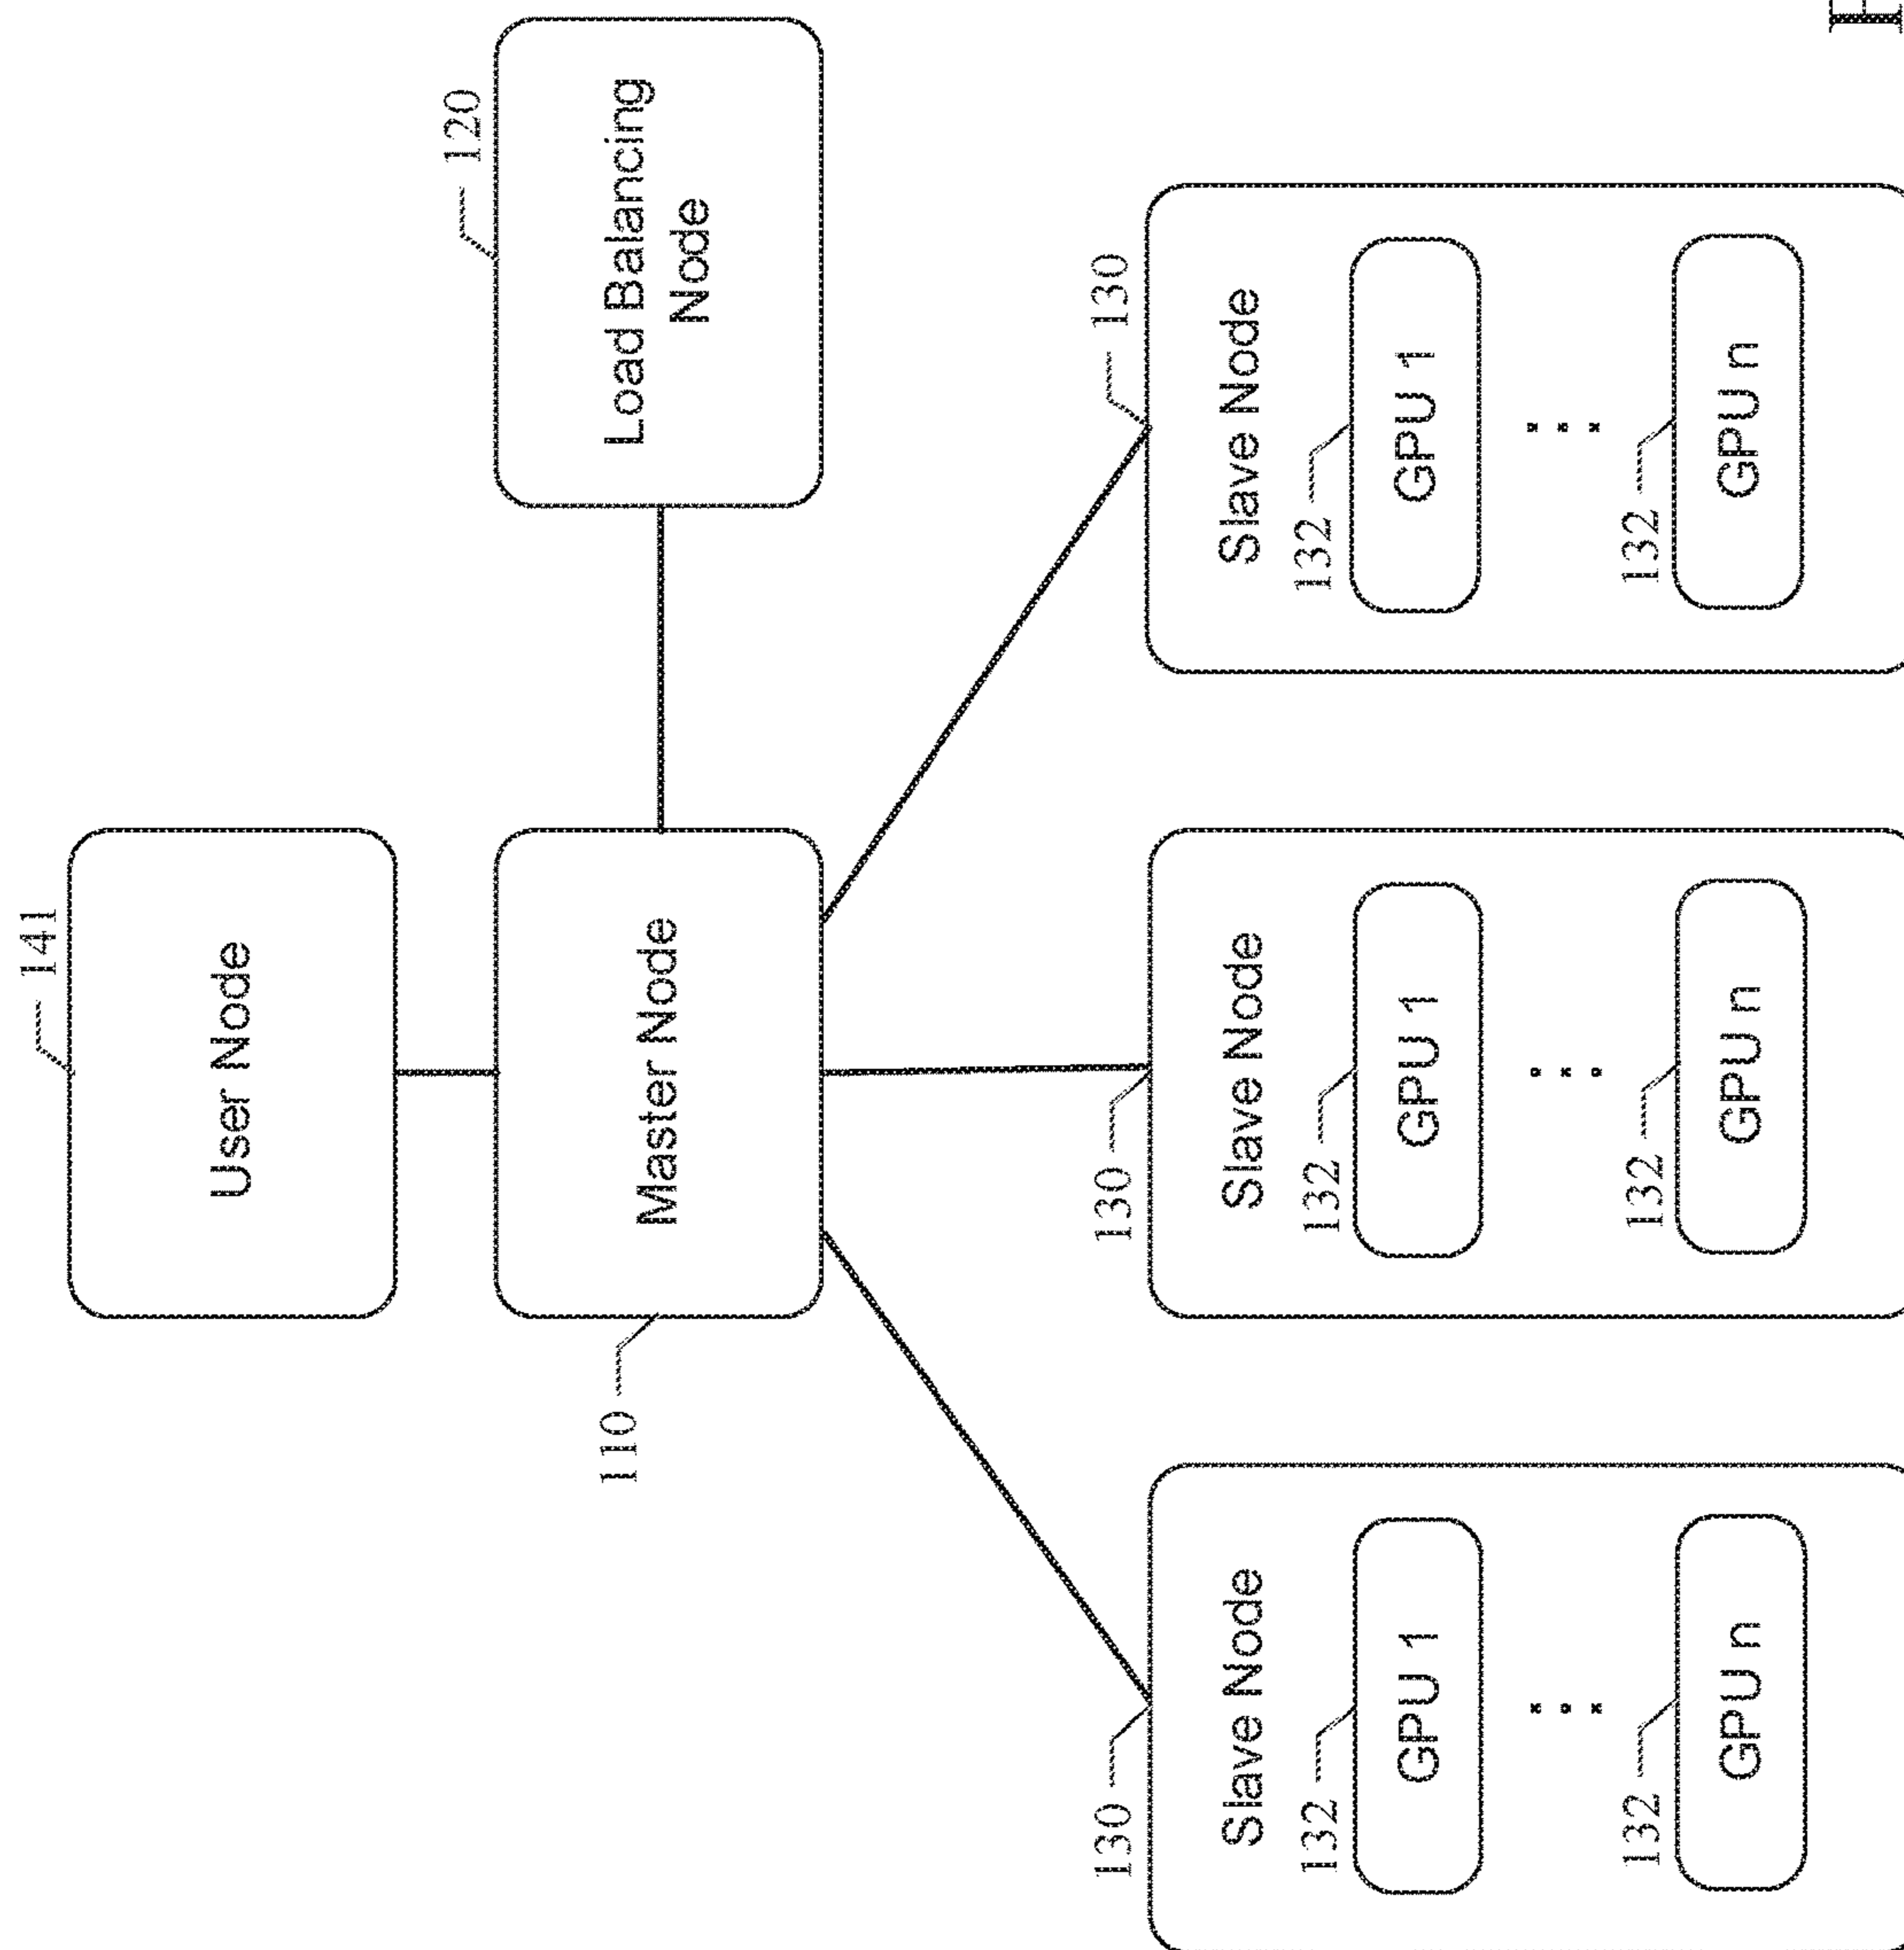 141
User Node
110
Master Node
120
Load Balancing
Node
130
Slave Node
132
GPU 1
...
132
GPU n
130
Slave Node
132
GPU 1
...
132
GPU n
130
Slave Node
132
GPU 1
...
132
GPU n